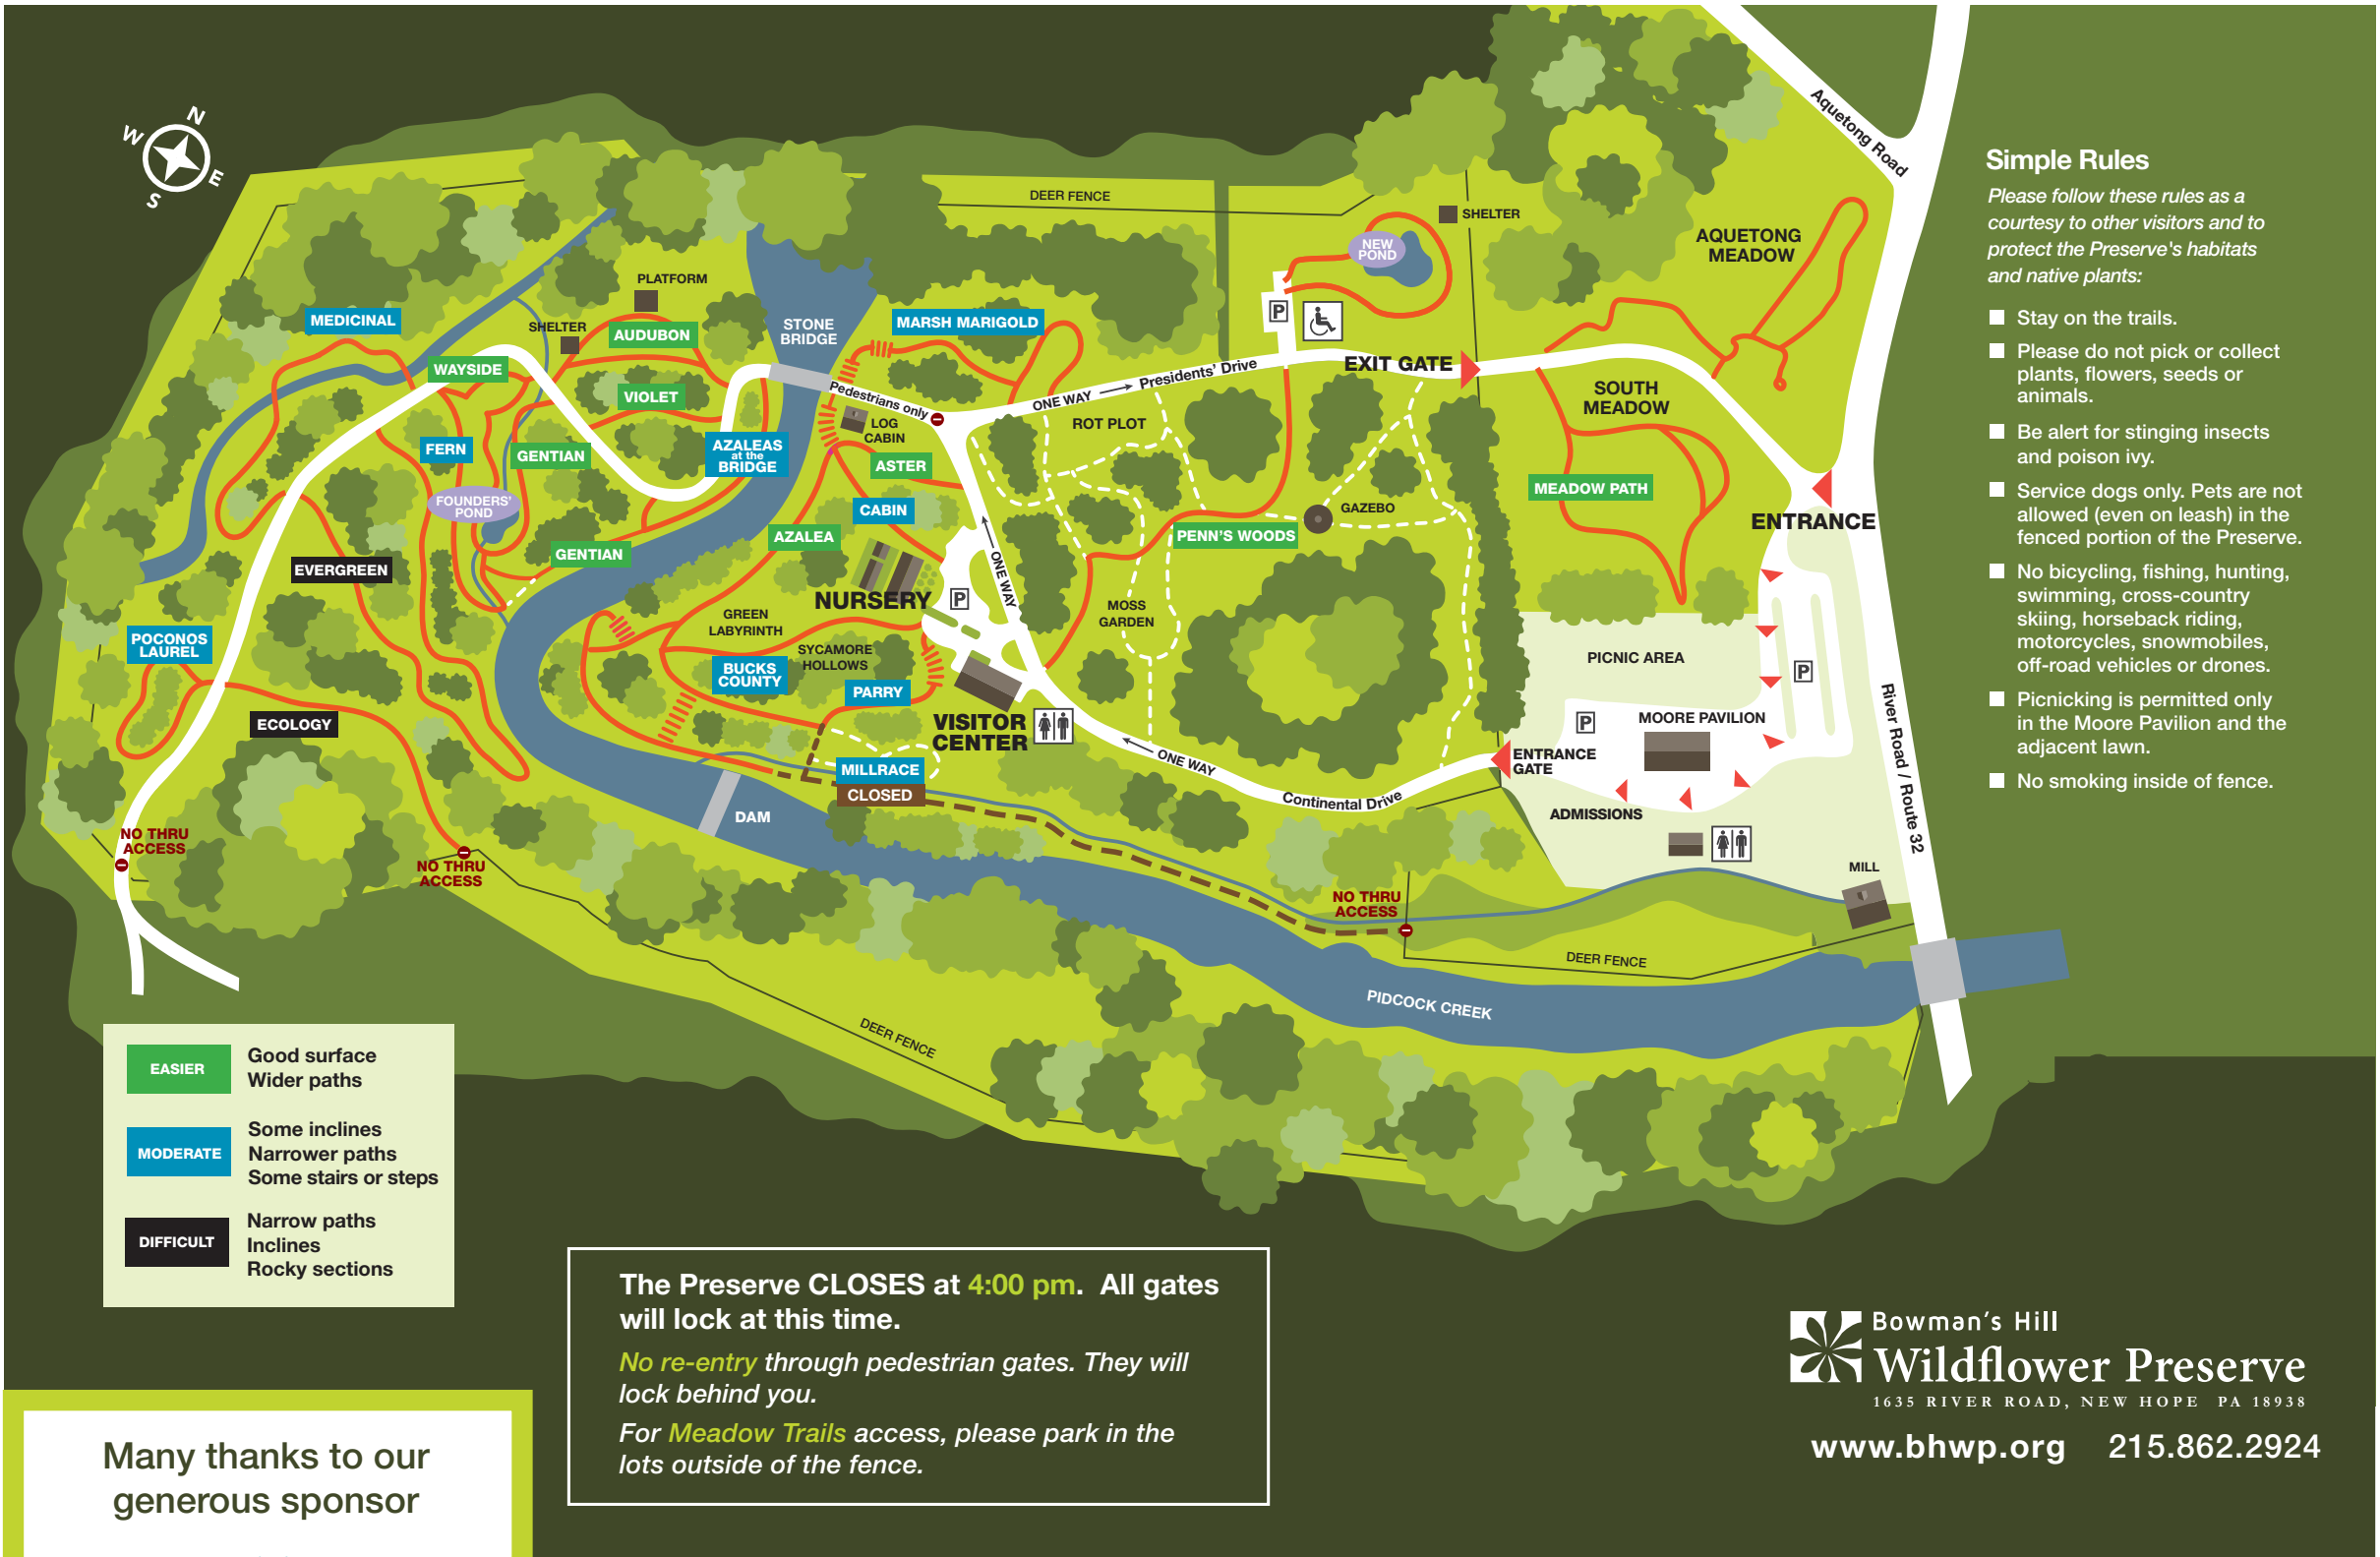 N
W
E
S
Aquetong Road
Simple Rules
Please follow these rules as a
courtesy to other visitors and to
protect the Preserve's habitats
and native plants:
Stay on the trails.
Please do not pick or collect
plants, flowers, seeds or
animals.
Be alert for stinging insects
and poison ivy.
Service dogs only. Pets are not
allowed (even on leash) in the
fenced portion of the Preserve.
No bicycling, fishing, hunting,
swimming, cross-country
skiing, horseback riding,
motorcycles, snowmobiles,
off-road vehicles or drones.
Picnicking is permitted only
in the Moore Pavilion and the
adjacent lawn.
No smoking inside of fence.
DEER FENCE
SHELTER
NEW
POND
AQUETONG
MEADOW
PLATFORM
MEDICINAL
SHELTER
AUDUBON
STONE
BRIDGE
MARSH MARIGOLD
P
WAYSIDE
EXIT GATE
Presidents' Drive
ONE WAY
VIOLET
Pedestrians only
SOUTH
MEADOW
LOG
CABIN
ROT PLOT
FERN
GENTIAN
AZALEAS
at the
BRIDGE
ASTER
MEADOW PATH
FOUNDERS'
POND
CABIN
GAZEBO
ENTRANCE
AZALEA
PENN'S WOODS
GENTIAN
EVERGREEN
ONE WAY
NURSERY
P
GREEN
LABYRINTH
MOSS
GARDEN
POCONOS
LAUREL
SYCAMORE
HOLLOWS
PICNIC AREA
P
BUCKS
COUNTY
PARRY
ECOLOGY
VISITOR
CENTER
P
MOORE PAVILION
River Road / Route 32
ONE WAY
ENTRANCE
GATE
MILLRACE
CLOSED
Continental Drive
DAM
ADMISSIONS
NO THRU
ACCESS
NO THRU
ACCESS
MILL
NO THRU
ACCESS
DEER FENCE
PIDCOCK CREEK
DEER FENCE
EASIER
Good surface
Wider paths
MODERATE
Some inclines
Narrower paths
Some stairs or steps
DIFFICULT
Narrow paths
Inclines
Rocky sections
The Preserve CLOSES at 4:00 pm. All gates
will lock at this time.
No re-entry through pedestrian gates. They will
lock behind you.
For Meadow Trails access, please park in the
lots outside of the fence.
Bowman's Hill
Wildflower Preserve
1635 RIVER ROAD, NEW HOPE PA 18938
www.bhwp.org 215.862.2924
Many thanks to our
generous sponsor